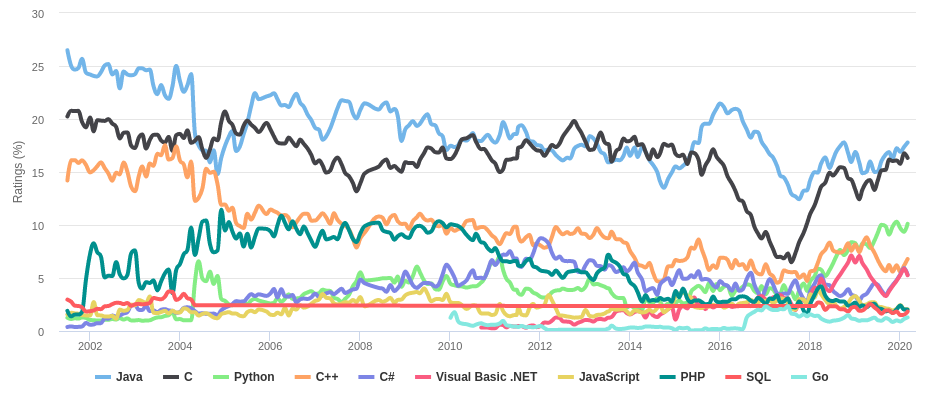 30
25
20
15
10
5
0
Ratings (%)
2002 2004 2006 2008 2010 2012 2014 2016 2018 2020
Java C Python C++ C# Visual Basic .NET JavaScript PHP SQL Go